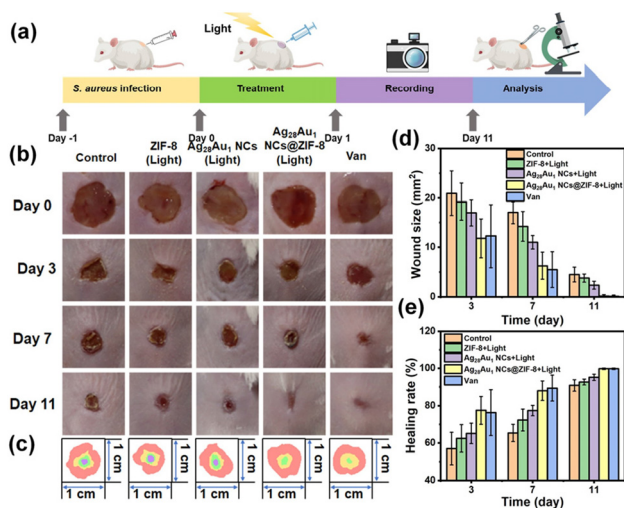 (a)
Light
S. aureus infection
Treatment
Recording
Analysis
Day -1
Day 0
Day 1
Day 11
(b)
Control
ZIF-8
(Light)
Ag28Au1 NCs
(Light)
Ag28Au1
NCs@ZIF-8
(Light)
Van
Day 0
Day 3
Day 7
Day 11
(c)
1 cm
1 cm
1 cm
1 cm
1 cm
1 cm
1 cm
1 cm
1 cm
1 cm
(d)
Wound size (mm2)
30
20
10
0
Control
ZIF-8+Light
Ag28Au1 NCs+Light
Ag28Au1 NCs@ZIF-8+Light
Van
3
7
11
Time (day)
(e)
Healing rate (%)
120
100
80
60
40
Control
ZIF-8+Light
Ag28Au1 NCs+Light
Ag28Au1 NCs@ZIF-8+Light
Van
3
7
11
Time (day)